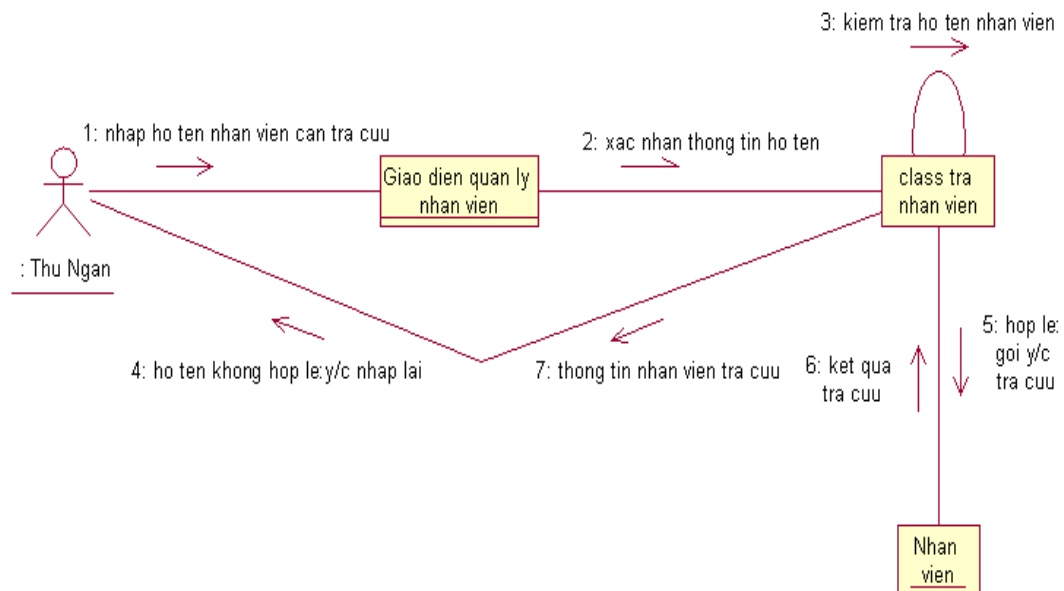 3: kiem tra ho ten nhan vien
1: nhap ho ten nhan vien can tra cuu
2: xac nhan thong tin ho ten
Giao dien quan ly
nhan vien
class tra
nhan vien
: Thu Ngan
4: ho ten khong hop le:y/c nhap lai
7: thong tin nhan vien tra cuu
6: ket qua
tra cuu
5: hop le:
goi y/c
tra cuu
Nhan
vien